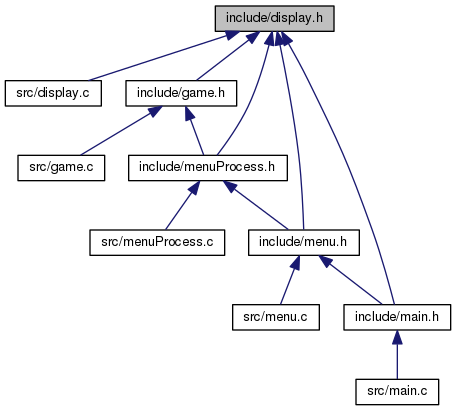 include/display.h
src/display.c
include/game.h
src/game.c
include/menuProcess.h
src/menuProcess.c
include/menu.h
src/menu.c
include/main.h
src/main.c